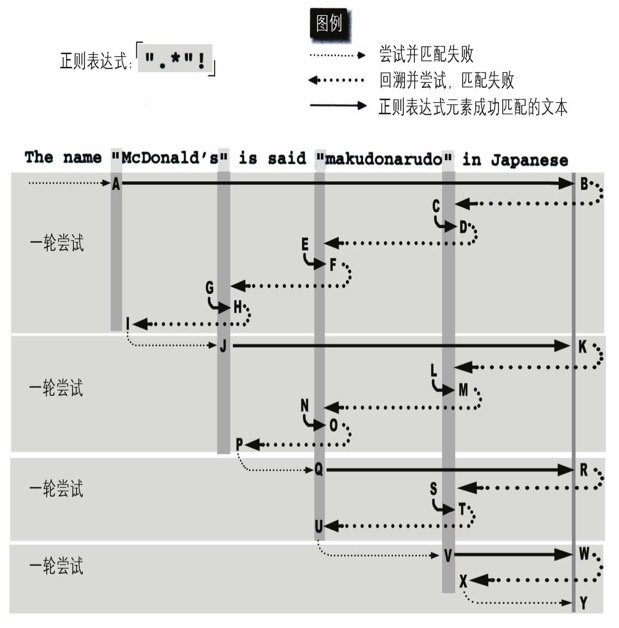 图例
正则表达式: ".*"!
尝试并匹配失败
回溯并尝试，匹配失败
正则表达式元素成功匹配的文本
The name "McDonald's" is said "makudonarudo" in Japanese
A
B
C
D
一轮尝试
E
F
G
H
I
J
K
L
M
一轮尝试
N
O
P
Q
R
一轮尝试
S
T
U
V
W
一轮尝试
X
Y